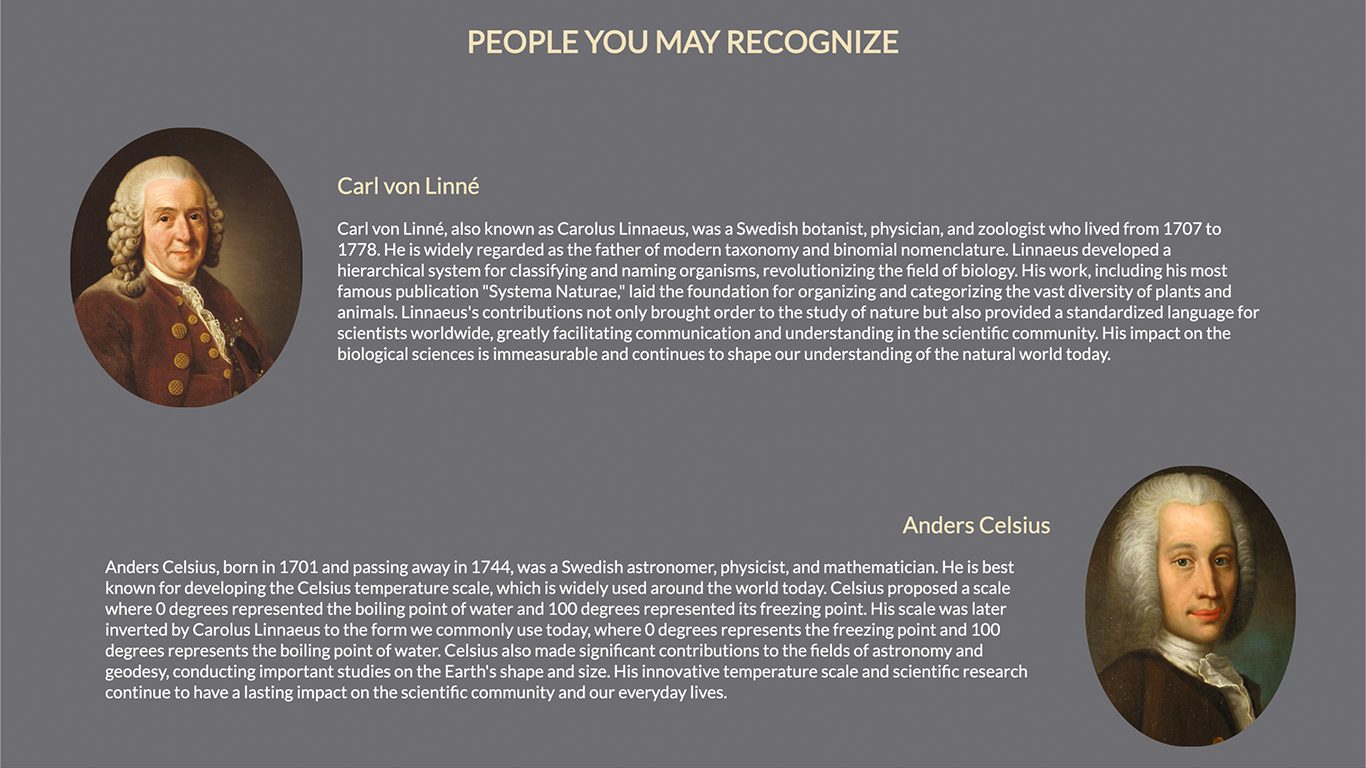 PEOPLE YOU MAY RECOGNIZE
Carl von Linné
Carl von Linné, also known as Carolus Linnaeus, was a Swedish botanist, physician, and zoologist who lived from 1707 to
1778. He is widely regarded as the father of modern taxonomy and binomial nomenclature. Linnaeus developed a
hierarchical system for classifying and naming organisms, revolutionizing the field of biology. His work, including his most
famous publication "Systema Naturae," laid the foundation for organizing and categorizing the vast diversity of plants and
animals. Linnaeus's contributions not only brought order to the study of nature but also provided a standardized language for
scientists worldwide, greatly facilitating communication and understanding in the scientific community. His impact on the
biological sciences is immeasurable and continues to shape our understanding of the natural world today.
Anders Celsius
Anders Celsius, born in 1701 and passing away in 1744, was a Swedish astronomer, physicist, and mathematician. He is best
known for developing the Celsius temperature scale, which is widely used around the world today. Celsius proposed a scale
where 0 degrees represented the boiling point of water and 100 degrees represented its freezing point. His scale was later
inverted by Carolus Linnaeus to the form we commonly use today, where 0 degrees represents the freezing point and 100
degrees represents the boiling point of water. Celsius also made significant contributions to the fields of astronomy and
geodesy, conducting important studies on the Earth's shape and size. His innovative temperature scale and scientific research
continue to have a lasting impact on the scientific community and our everyday lives.